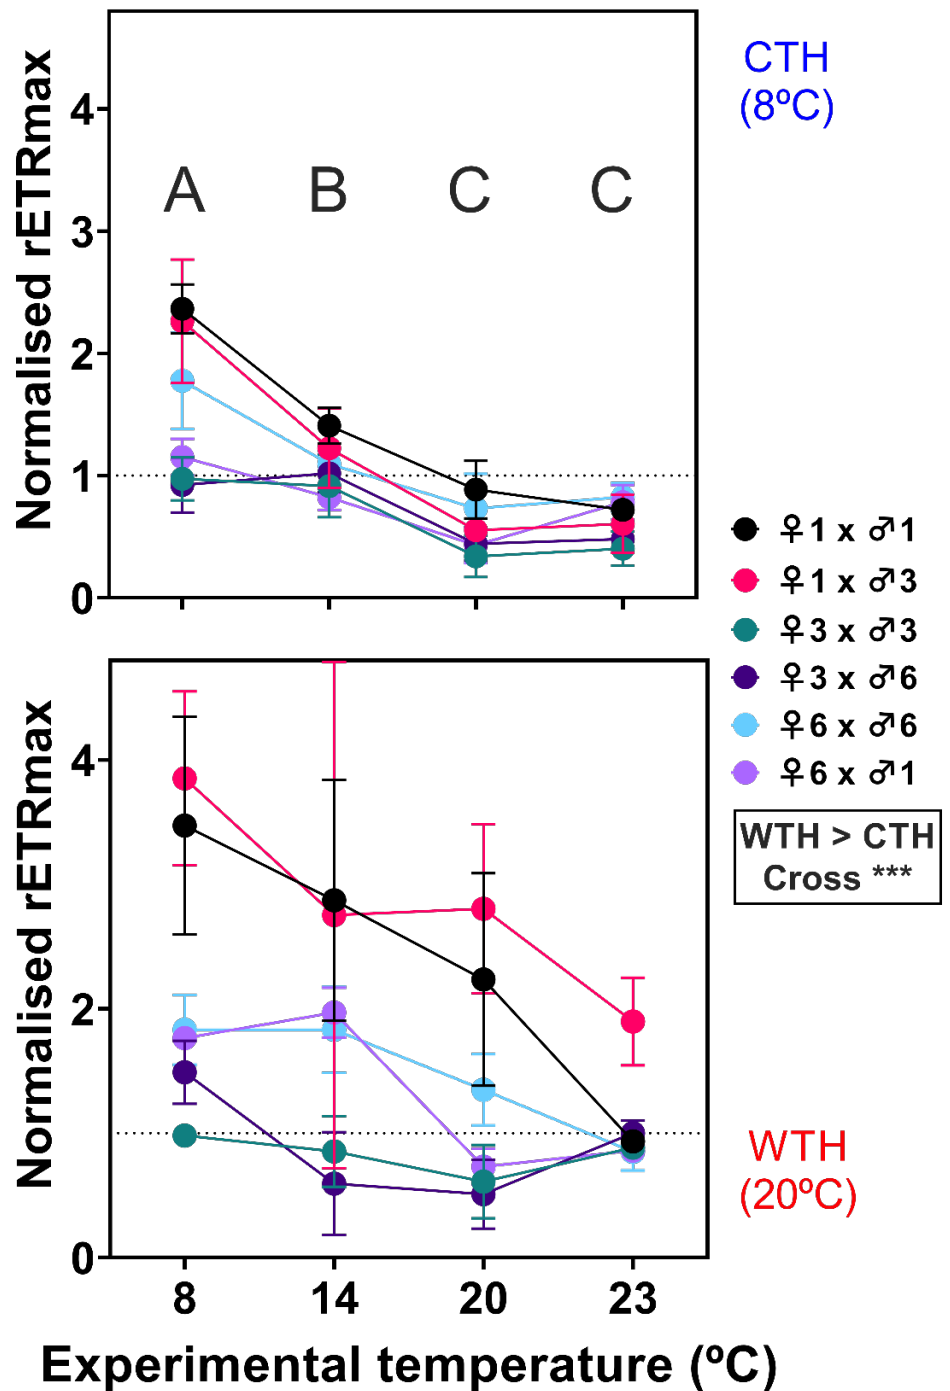 Normalised rETRmax
4
3
2
1
0
A B C C
CTH
(8ºC)
♀1 x ♂1
♀1 x ♂3
♀3 x ♂3
♀3 x ♂6
♀6 x ♂6
♀6 x ♂1
WTH > CTH
Cross ***
Normalised rETRmax
4
2
0
WTH
(20ºC)
8 14 20 23
Experimental temperature (ºC)